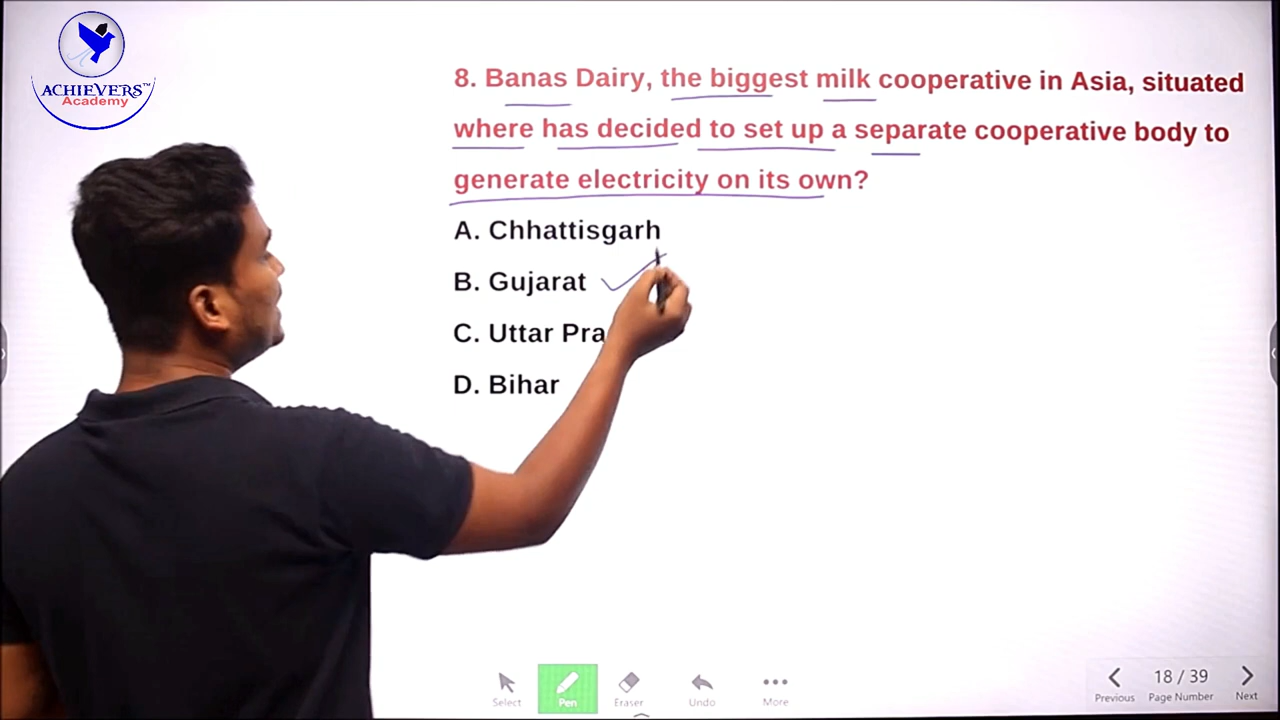 ACHIEVERS™
Academy
8. Banas Dairy, the biggest milk cooperative in Asia, situated
where has decided to set up a separate cooperative body to
generate electricity on its own?
A. Chhattisgarh
B. Gujarat
C. Uttar Pra
D. Bihar
Select
Pen
Eraser
Undo
More
Previous
18 / 39
Page Number
Next